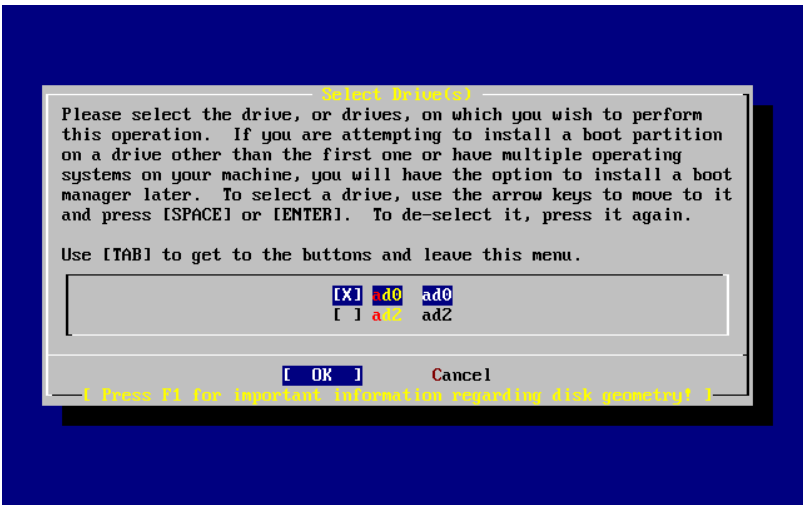 Select Drive(s)
Please select the drive, or drives, on which you wish to perform
this operation.  If you are attempting to install a boot partition
on a drive other than the first one or have multiple operating
systems on your machine, you will have the option to install a boot
manager later.  To select a drive, use the arrow keys to move to it
and press [SPACE] or [ENTER].  To de-select it, press it again.
Use [TAB] to get to the buttons and leave this menu.
[X] ad0  ad0
[ ] ad2  ad2
[  OK  ]  Cancel
[ Press F1 for important information regarding disk geometry! ]